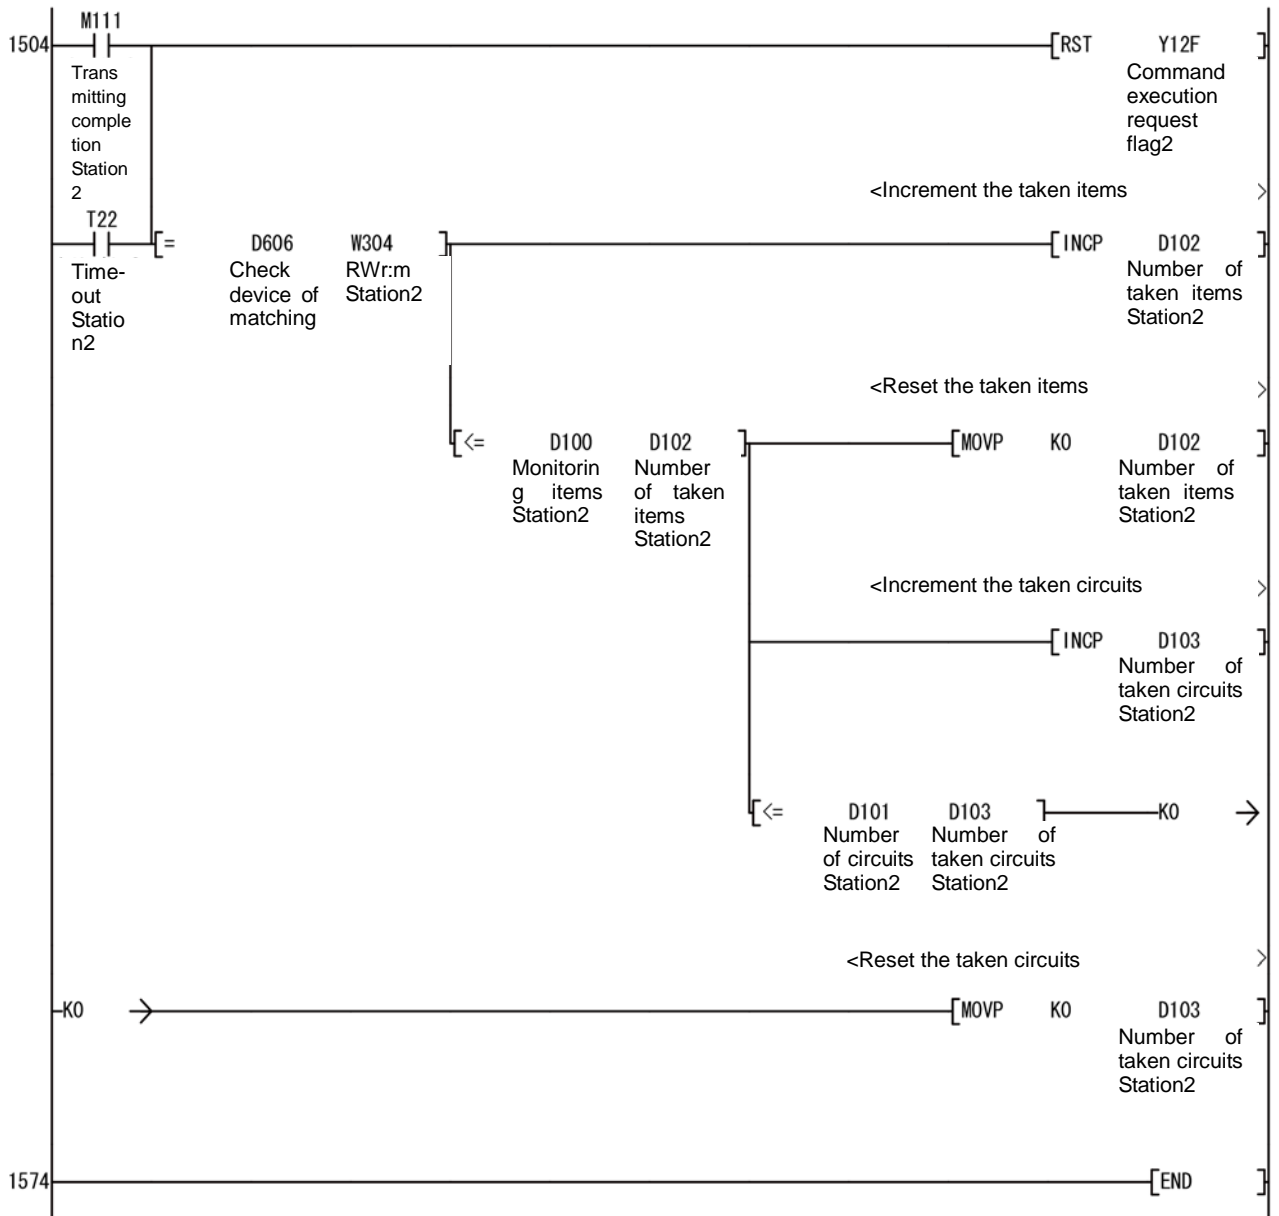 M111
1504 [RST Y12F ]
Trans
mitting
comple
tion
Station
2
Command
execution
request
flag2
<Increment the taken items >
T22
[= D606 W304 ] [INCP D102 ]
Time-
out
Statio
n2
Check
device of
matching
RWr:m
Station2
Number of
taken items
Station2
<Reset the taken items >
[<= D100 D102 ] [MOVP K0 D102 ]
Monitorin
g items
Station2
Number
of taken
items
Station2
Number of
taken items
Station2
<Increment the taken circuits >
[INCP D103 ]
Number of
taken circuits
Station2
[<= D101 D103 ] K0
Number
of circuits
Station2
Number of
taken circuits
Station2
<Reset the taken circuits >
K0 [MOVP K0 D103 ]
Number of
taken circuits
Station2
1574 [END ]